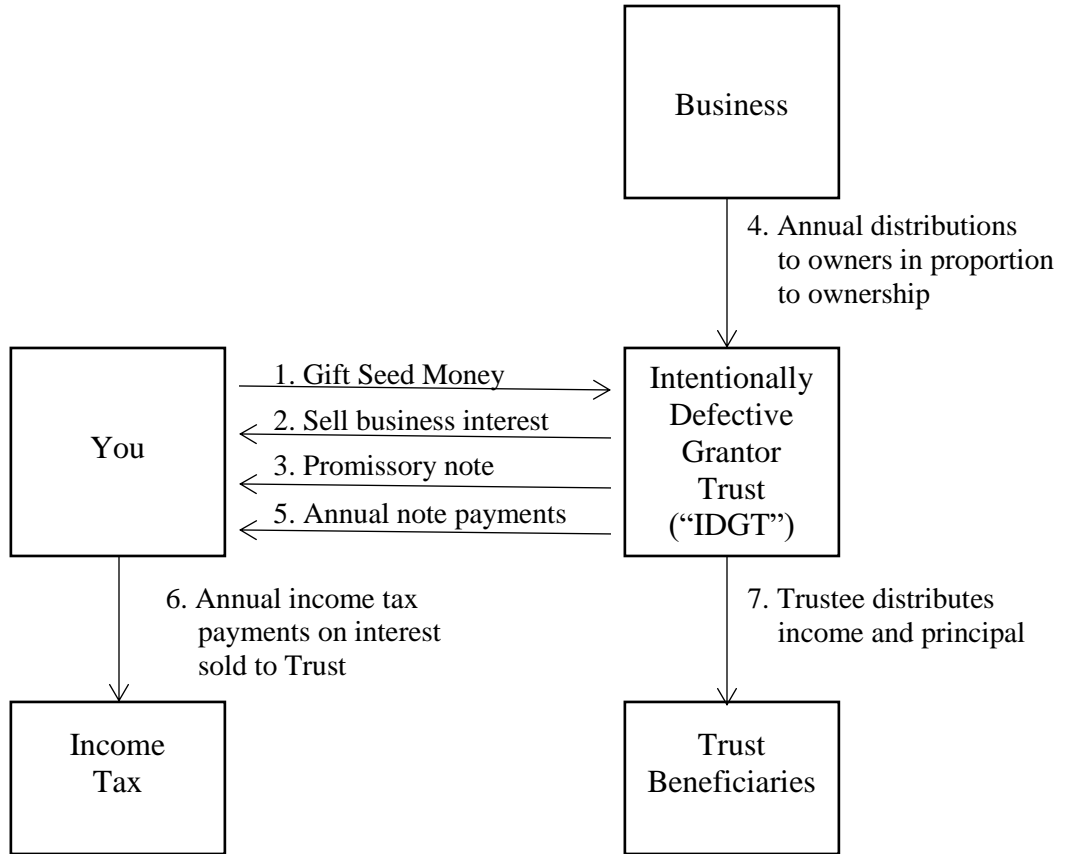 Business
4. Annual distributions
to owners in proportion
to ownership
You
1. Gift Seed Money
2. Sell business interest
3. Promissory note
5. Annual note payments
Intentionally
Defective
Grantor
Trust
(“IDGT”)
6. Annual income tax
payments on interest
sold to Trust
7. Trustee distributes
income and principal
Income
Tax
Trust
Beneficiaries